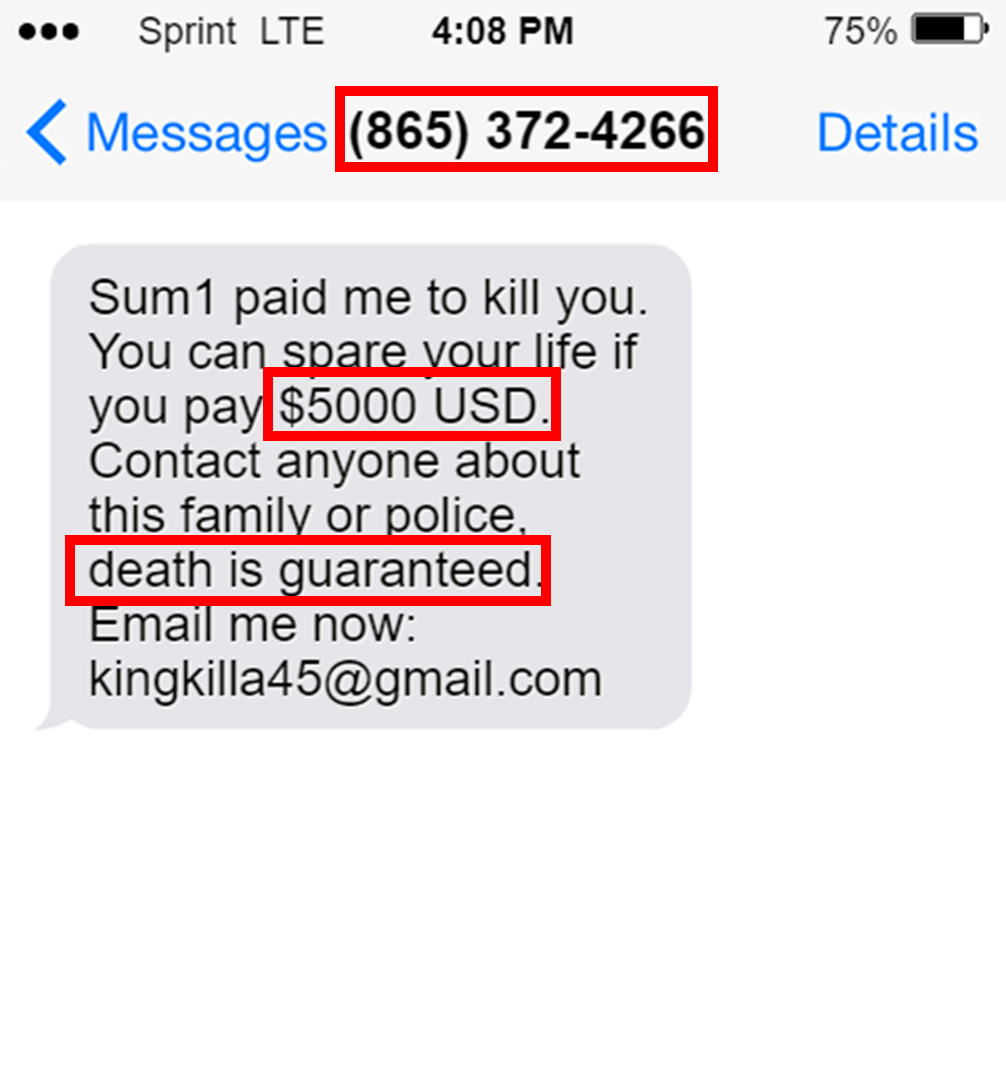 Sprint LTE 4:08 PM 75%
Messages (865) 372-4266 Details
Sum1 paid me to kill you.
You can spare your life if
you pay $5000 USD.
Contact anyone about
this family or police,
death is guaranteed.
Email me now:
kingkilla45@gmail.com